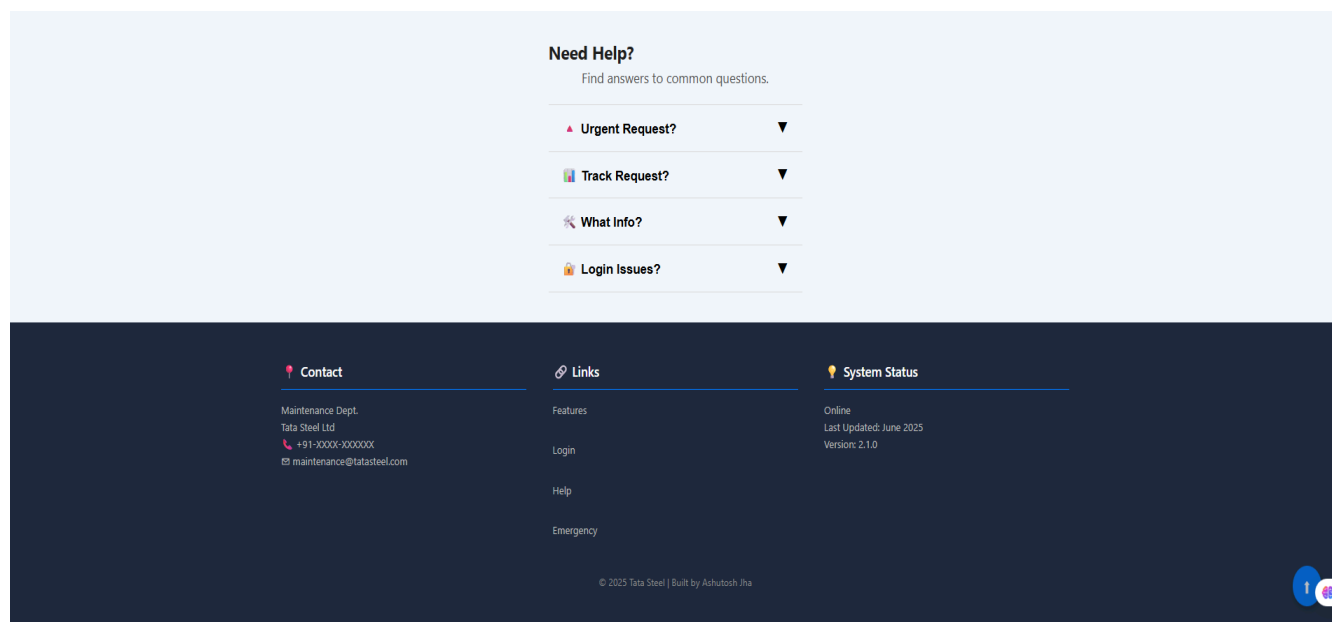 Need Help?
Find answers to common questions.
🔺 Urgent Request? ▼
📊 Track Request? ▼
🛠 What Info? ▼
🔐 Login Issues? ▼
📍 Contact
Maintenance Dept.
Tata Steel Ltd
📞 +91-XXXX-XXXXXX
✉ maintenance@tatasteel.com
🔗 Links
Features
Login
Help
Emergency
💡 System Status
Online
Last Updated: June 2025
Version: 2.1.0
© 2025 Tata Steel | Built by Ashutosh Jha
⬆